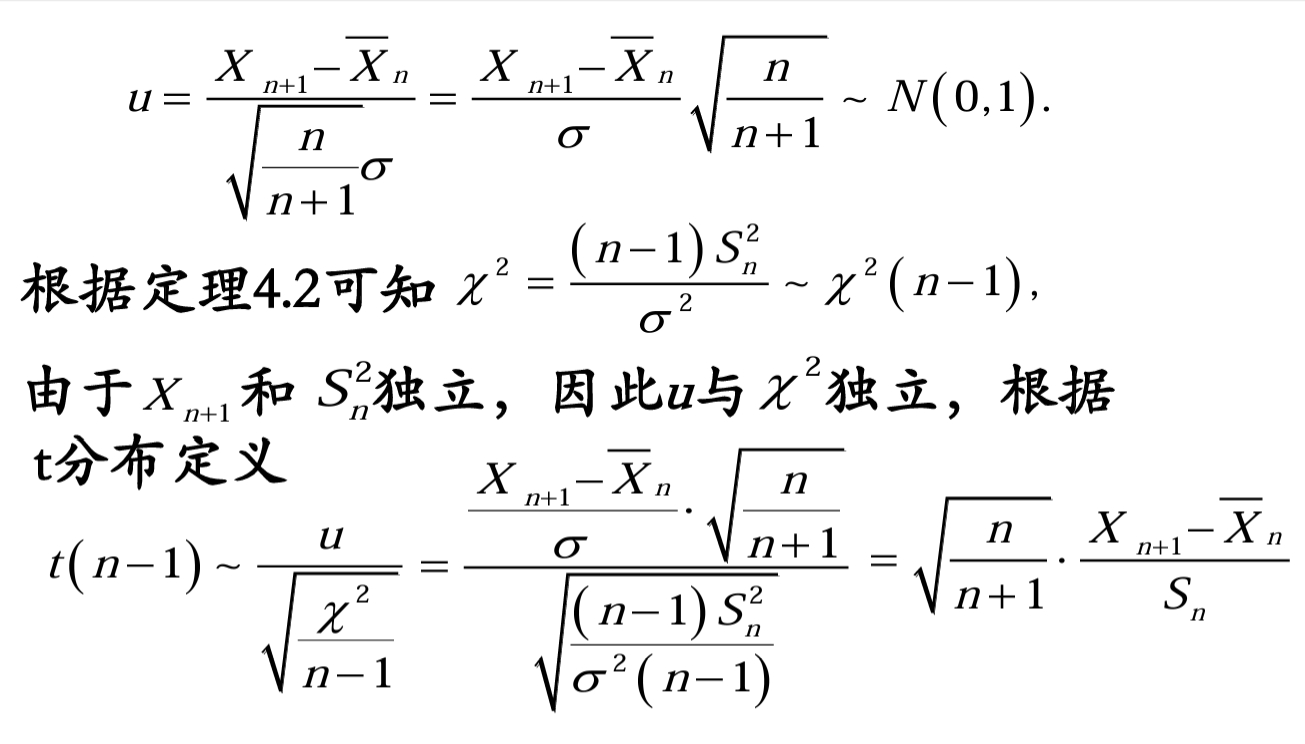 $u = \frac{X_{n+1} - \overline{X}_n}{\sqrt{\frac{n}{n+1}}\sigma} = \frac{X_{n+1} - \overline{X}_n}{\sigma} \sqrt{\frac{n}{n+1}} \sim N(0,1).$
根据定理4.2可知 $\chi^2 = \frac{(n-1)S_n^2}{\sigma^2} \sim \chi^2(n-1),$
由于 $X_{n+1}$ 和 $S_n^2$独立，因此u与 $\chi^2$独立，根据
t分布定义
$t(n-1) \sim \frac{u}{\sqrt{\frac{\chi^2}{n-1}}} = \frac{\frac{X_{n+1} - \overline{X}_n}{\sigma} \cdot \sqrt{\frac{n}{n+1}}}{\sqrt{\frac{(n-1)S_n^2}{\sigma^2(n-1)}}} = \sqrt{\frac{n}{n+1}} \cdot \frac{X_{n+1} - \overline{X}_n}{S_n}$